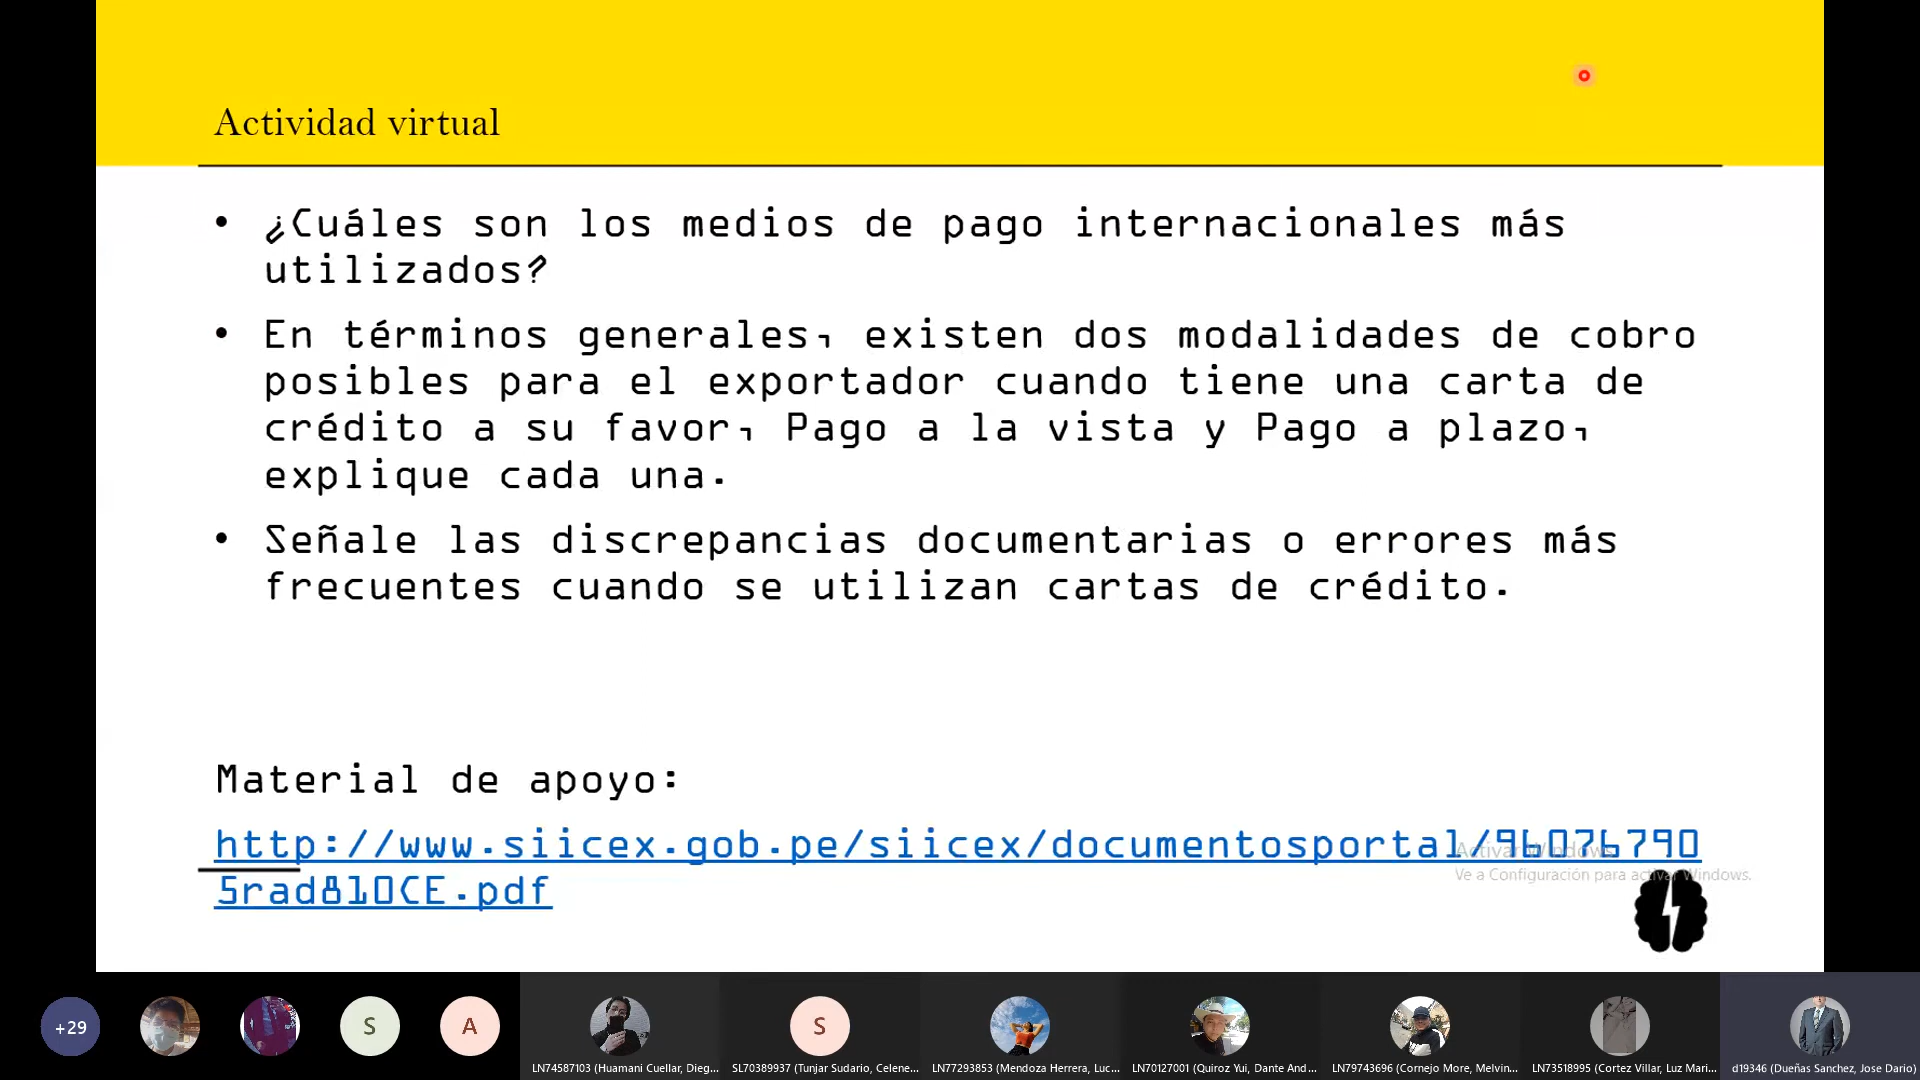 Actividad virtual
• ¿Cuáles son los medios de pago internacionales más
utilizados?
• En términos generales, existen dos modalidades de cobro
posibles para el exportador cuando tiene una carta de
crédito a su favor, Pago a la vista y Pago a plazo,
explique cada una.
• Señale las discrepancias documentarias o errores más
frecuentes cuando se utilizan cartas de crédito.
Material de apoyo:
http://www.siicex.gob.pe/siicex/documentosportal/96076790
5rad810CE.pdf
Activar Windows
Ve a Configuración para activar Windows.
+29
S
A
S
LN74587103 (Huamani Cuellar, Dieg...
SL70389937 (Tunjar Sudario, Celene...
LN77293853 (Mendoza Herrera, Luc...
LN70127001 (Quiroz Yui, Dante And...
LN79743696 (Cornejo More, Melvin...
LN73518995 (Cortez Villar, Luz Mari...
d19346 (Dueñas Sanchez, Jose Dario)